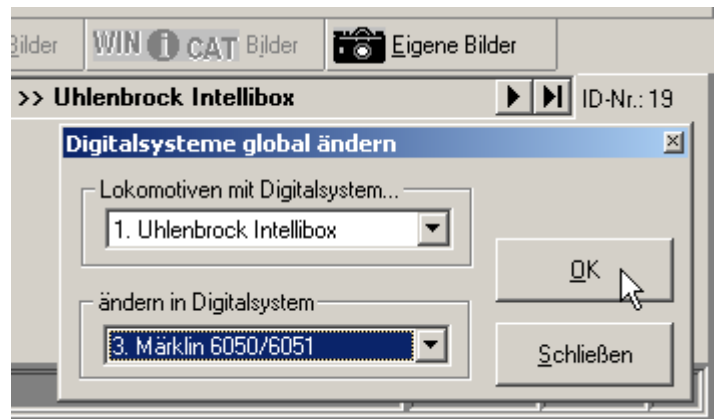 Bilder WIN i CAT Bilder Eigene Bilder
>> Uhlenbrock Intellibox ID-Nr.: 19
Digitalsysteme global ändern
Lokomotiven mit Digitalsystem...
1. Uhlenbrock Intellibox
OK
ändern in Digitalsystem
3. Märklin 6050/6051
Schließen